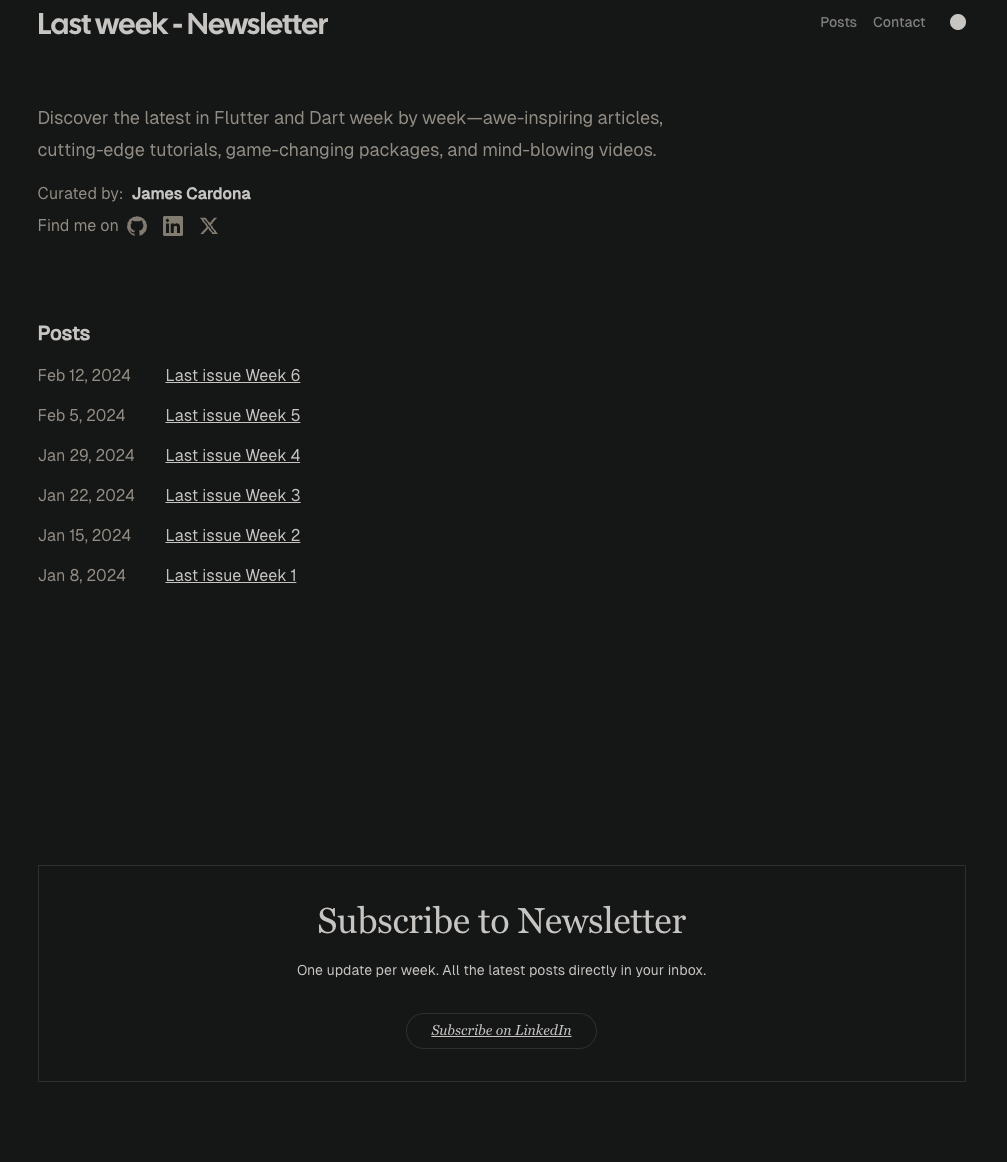 Last week - Newsletter
Posts Contact
Discover the latest in Flutter and Dart week by week—awe-inspiring articles,
cutting-edge tutorials, game-changing packages, and mind-blowing videos.
Curated by: James Cardona
Find me on
Posts
Feb 12, 2024 Last issue Week 6
Feb 5, 2024 Last issue Week 5
Jan 29, 2024 Last issue Week 4
Jan 22, 2024 Last issue Week 3
Jan 15, 2024 Last issue Week 2
Jan 8, 2024 Last issue Week 1
Subscribe to Newsletter
One update per week. All the latest posts directly in your inbox.
Subscribe on LinkedIn